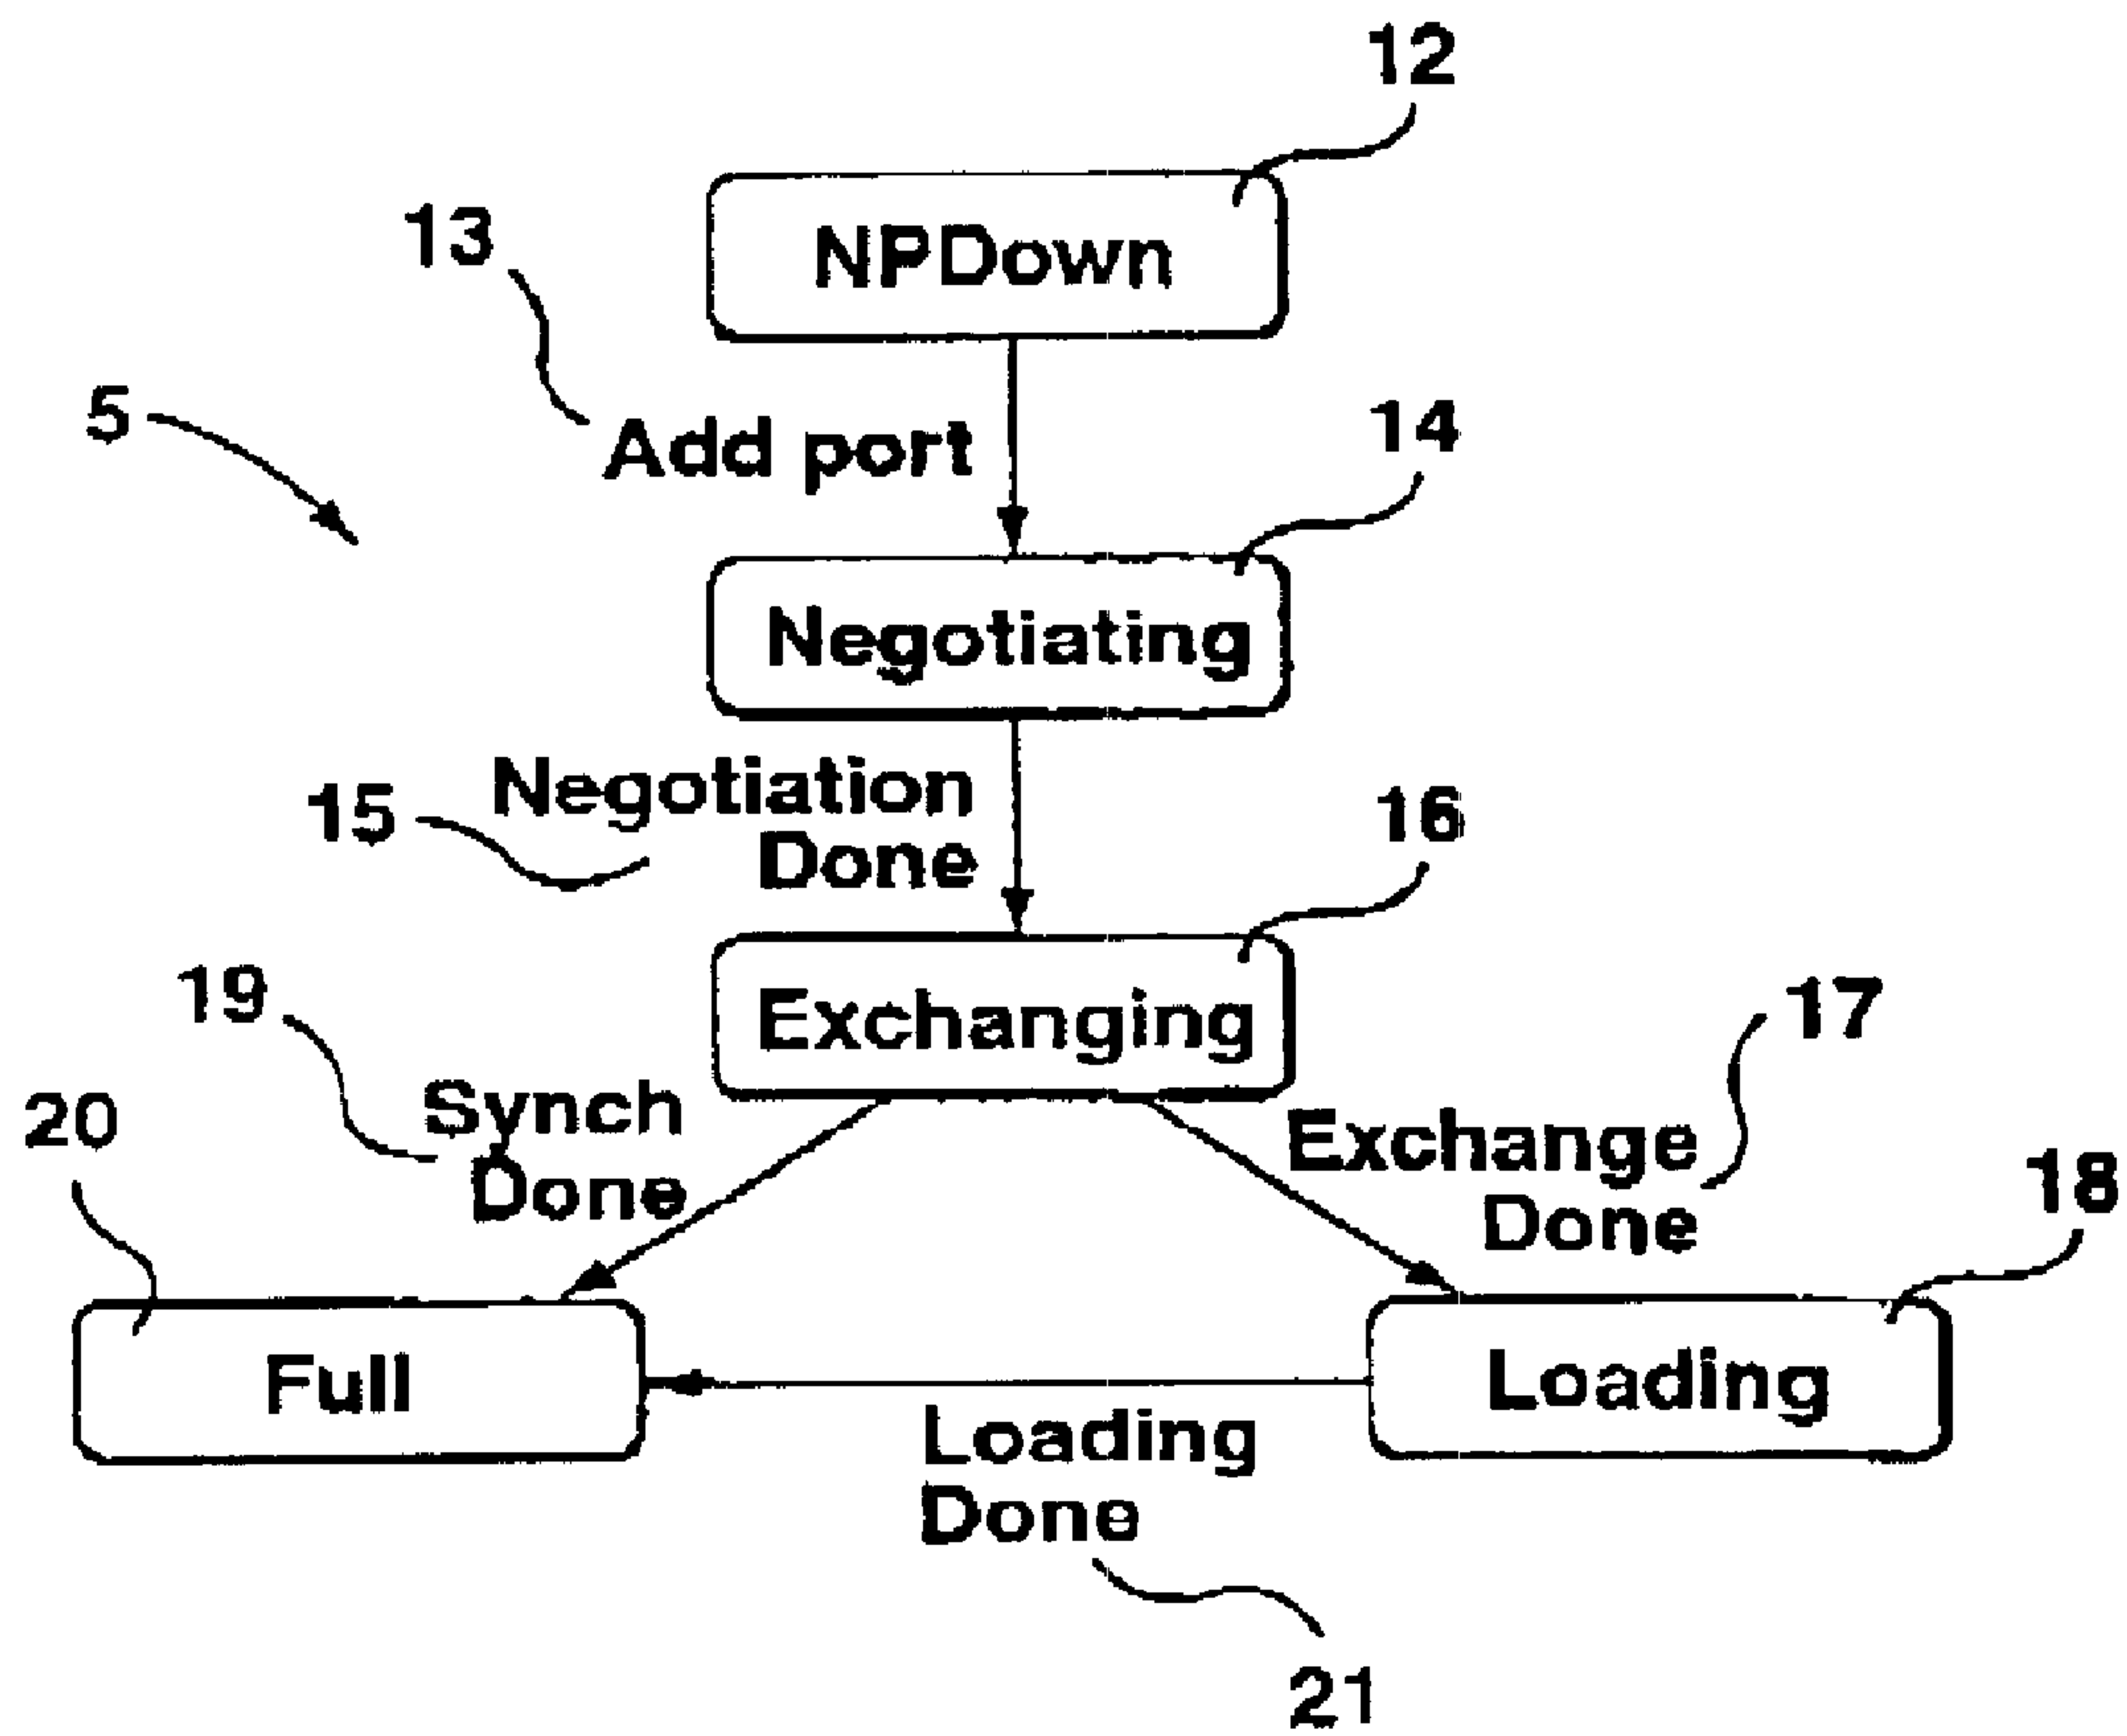 12
NPDown
13
Add port
5
14
Negotiating
Negotiation
Done
15
16
Exchanging
19
17
Synch
Done
20
Exchange
Done
18
Full
Loading
Loading
Done
21